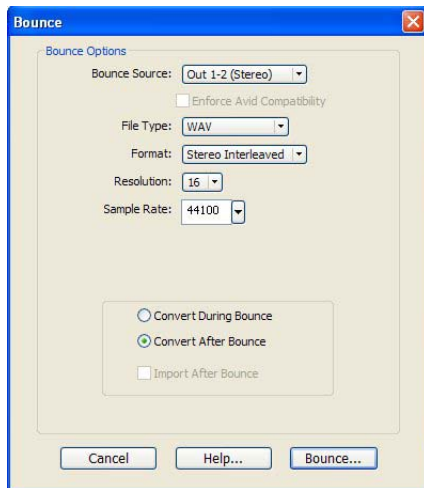 Bounce
Bounce Options
Bounce Source: Out 1-2 (Stereo)
Enforce Avid Compatibility
File Type: WAV
Format: Stereo Interleaved
Resolution: 16
Sample Rate: 44100
Convert During Bounce
Convert After Bounce
Import After Bounce
Cancel Help... Bounce...